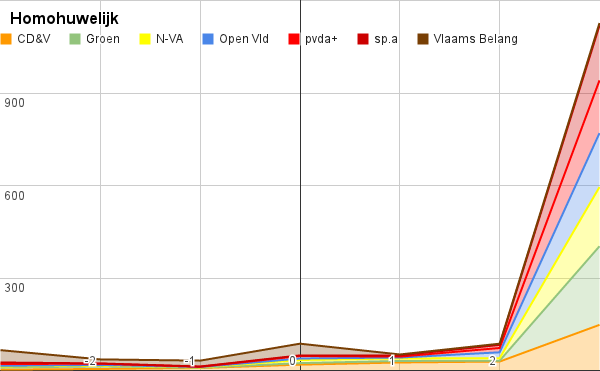 Homohuwelijk
CD&V Groen N-VA Open Vld pvda+ sp.a Vlaams Belang
900
600
300
-2 -1 0 1 2